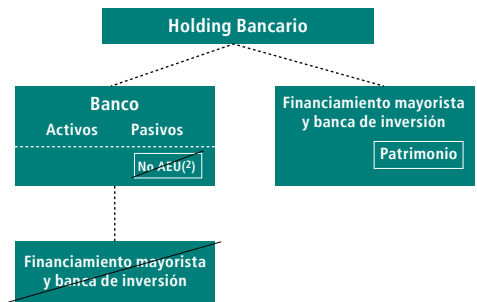 Holding Bancario
Banco
Activos Pasivos
No AEU(2)
Financiamiento mayorista
y banca de inversión
Patrimonio
Financiamiento mayorista
y banca de inversión